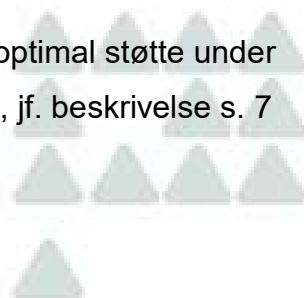 optimal støtte under
, jf. beskrivelse s. 7